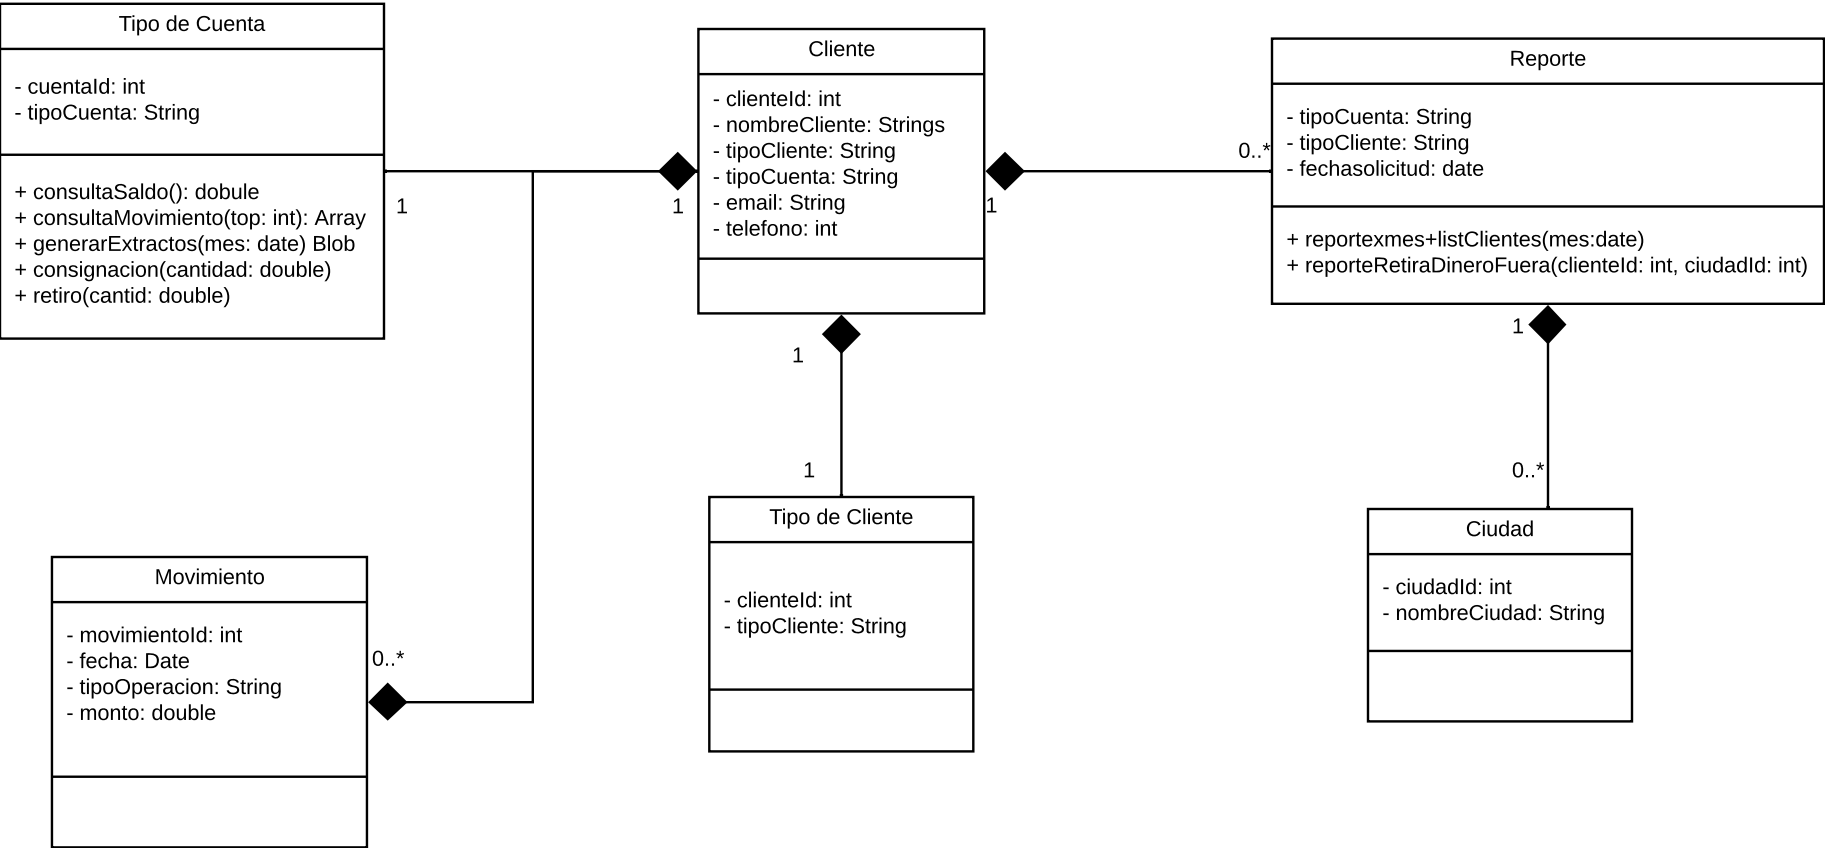 Tipo de Cuenta
- cuentaId: int
- tipoCuenta: String
+ consultaSaldo(): dobule
+ consultaMovimiento(top: int): Array
+ generarExtractos(mes: date) Blob
+ consignacion(cantidad: double)
+ retiro(cantid: double)
1
1
Cliente
- clienteId: int
- nombreCliente: Strings
- tipoCliente: String
- tipoCuenta: String
- email: String
- telefono: int
1
0..*
Reporte
- tipoCuenta: String
- tipoCliente: String
- fechasolicitud: date
+ reportexmes+listClientes(mes:date)
+ reporteRetiraDineroFuera(clienteId: int, ciudadId: int)
1
1
1
0..*
Tipo de Cliente
- clienteId: int
- tipoCliente: String
Ciudad
- ciudadId: int
- nombreCiudad: String
Movimiento
- movimientoId: int
- fecha: Date
- tipoOperacion: String
- monto: double
0..*